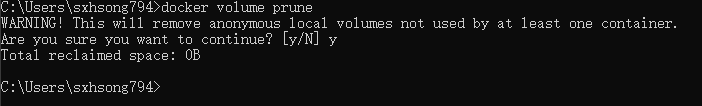 C:\Users\sxhsong794>docker volume prune
WARNING! This will remove anonymous local volumes not used by at least one container.
Are you sure you want to continue? [y/N] y
Total reclaimed space: 0B
C:\Users\sxhsong794>